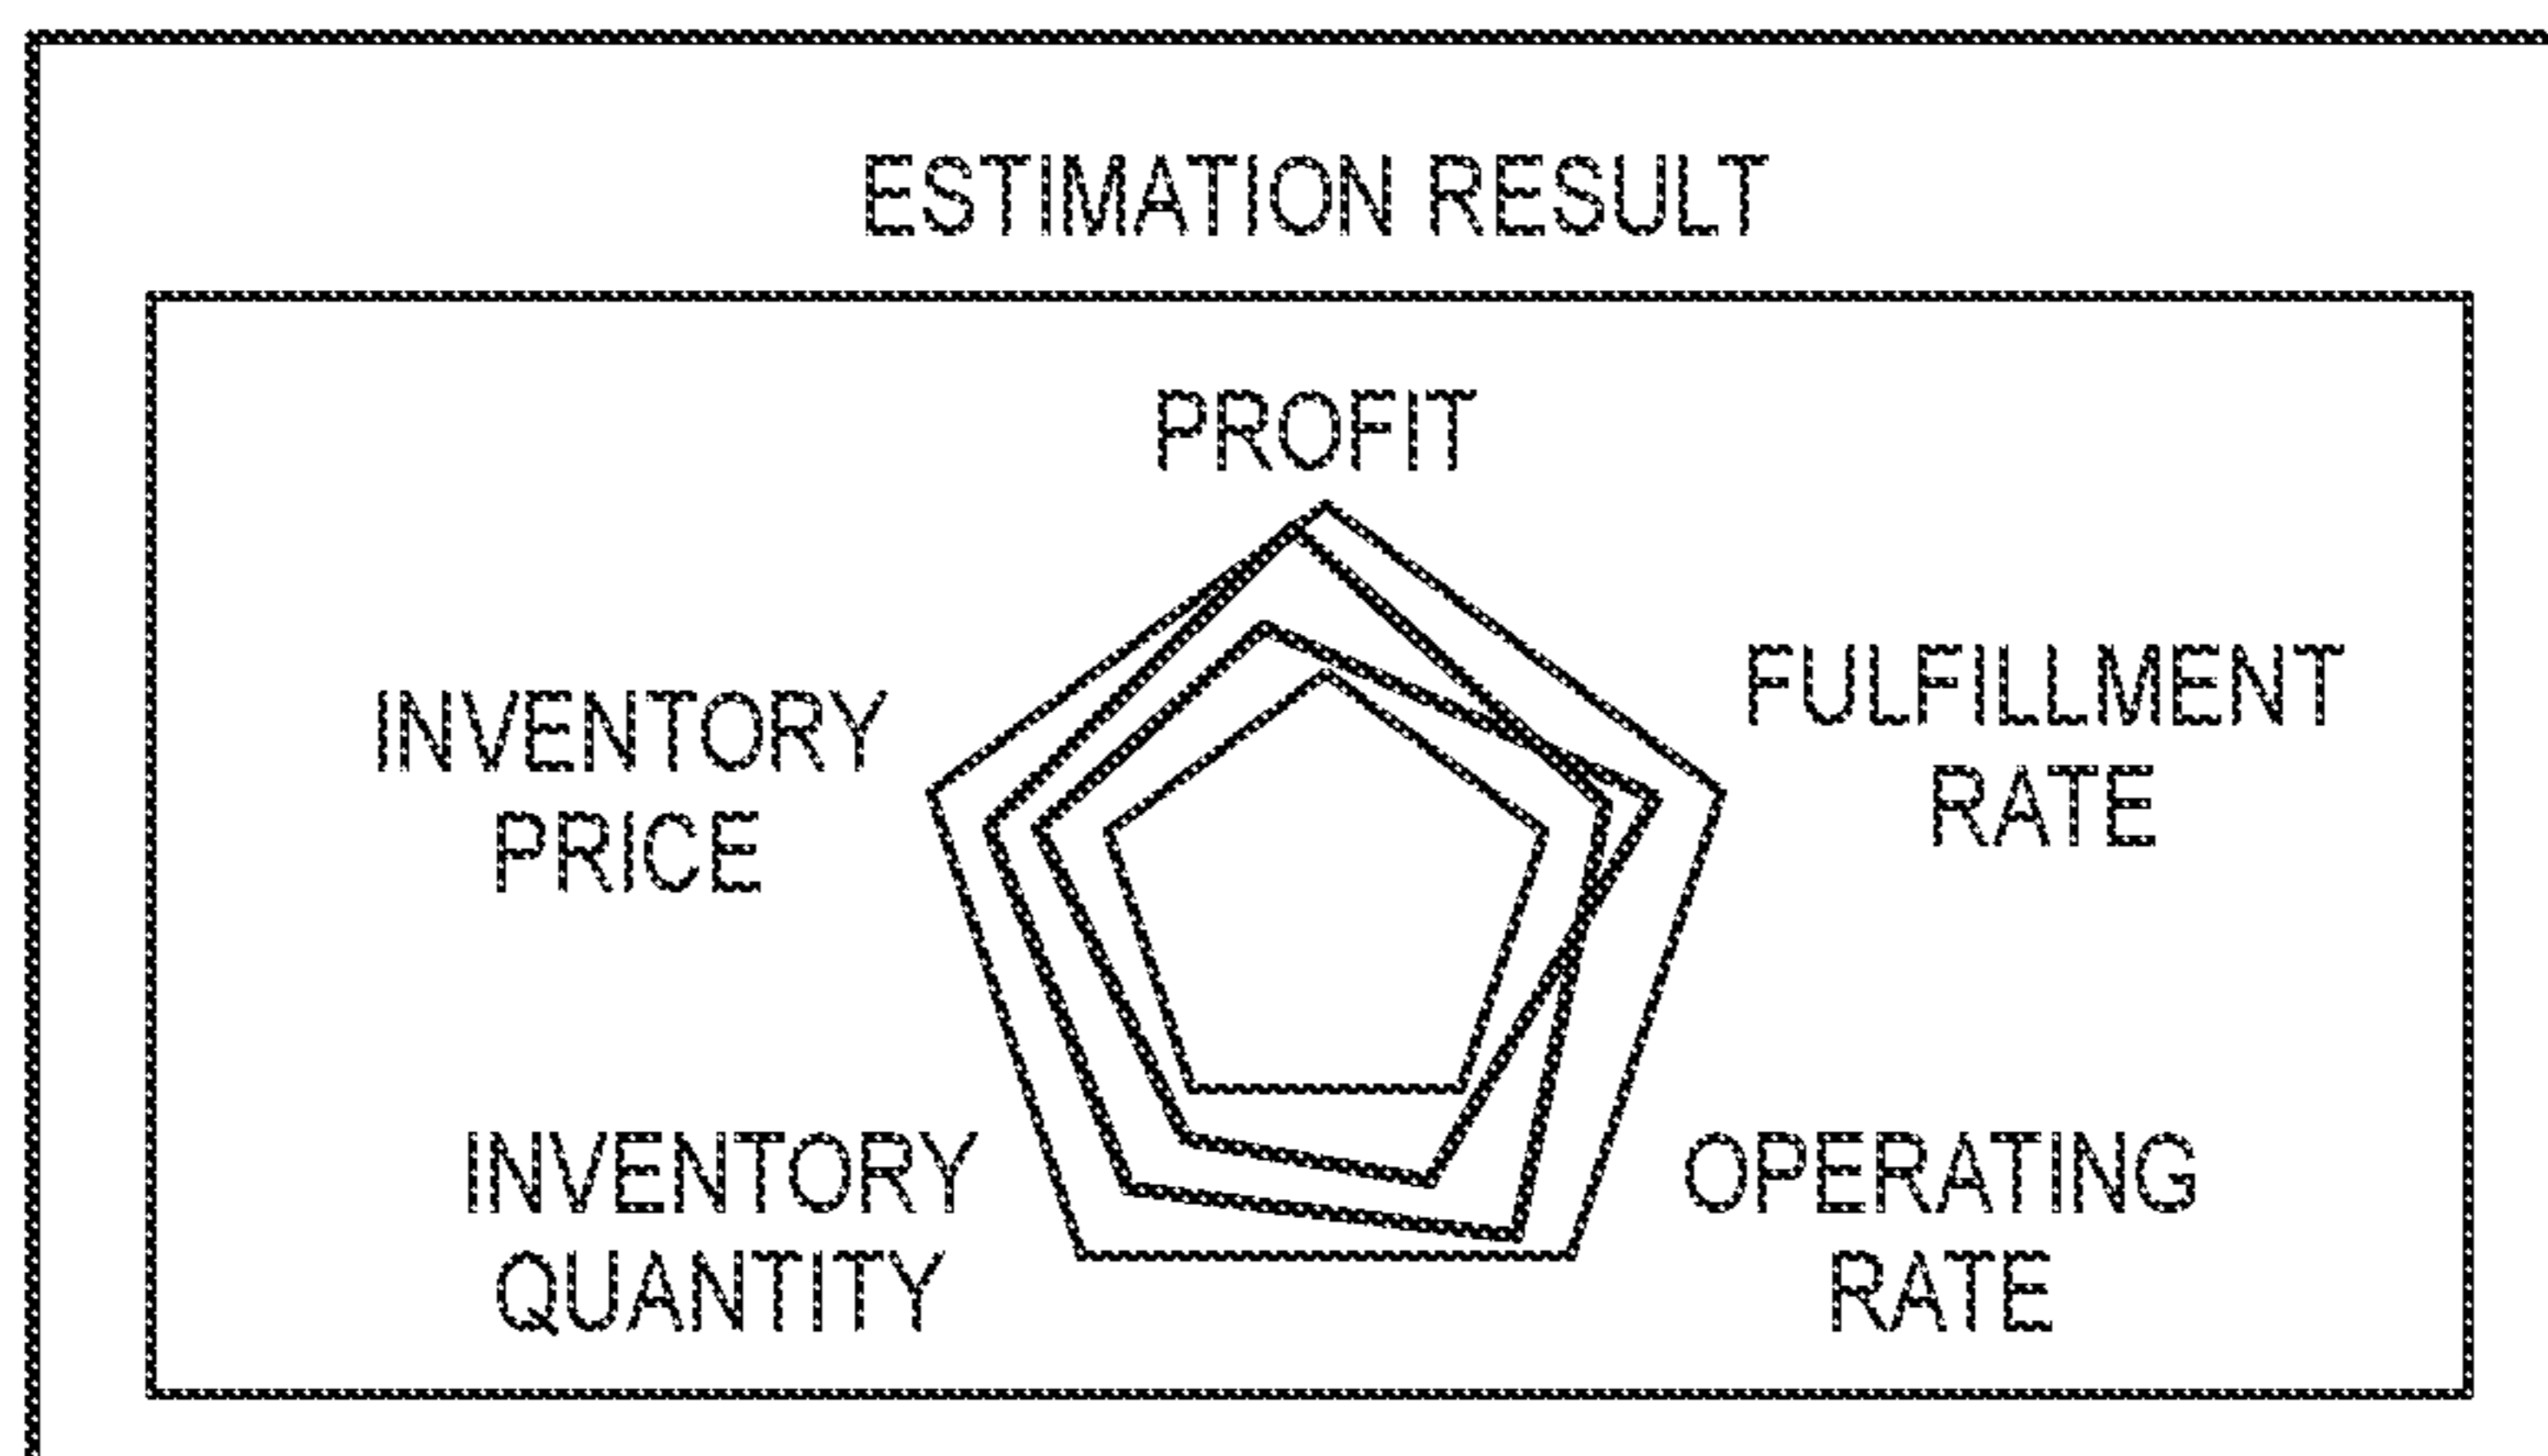 ESTIMATION RESULT
PROFIT
FULFILLMENT
RATE
INVENTORY
PRICE
INVENTORY
QUANTITY
OPERATING
RATE